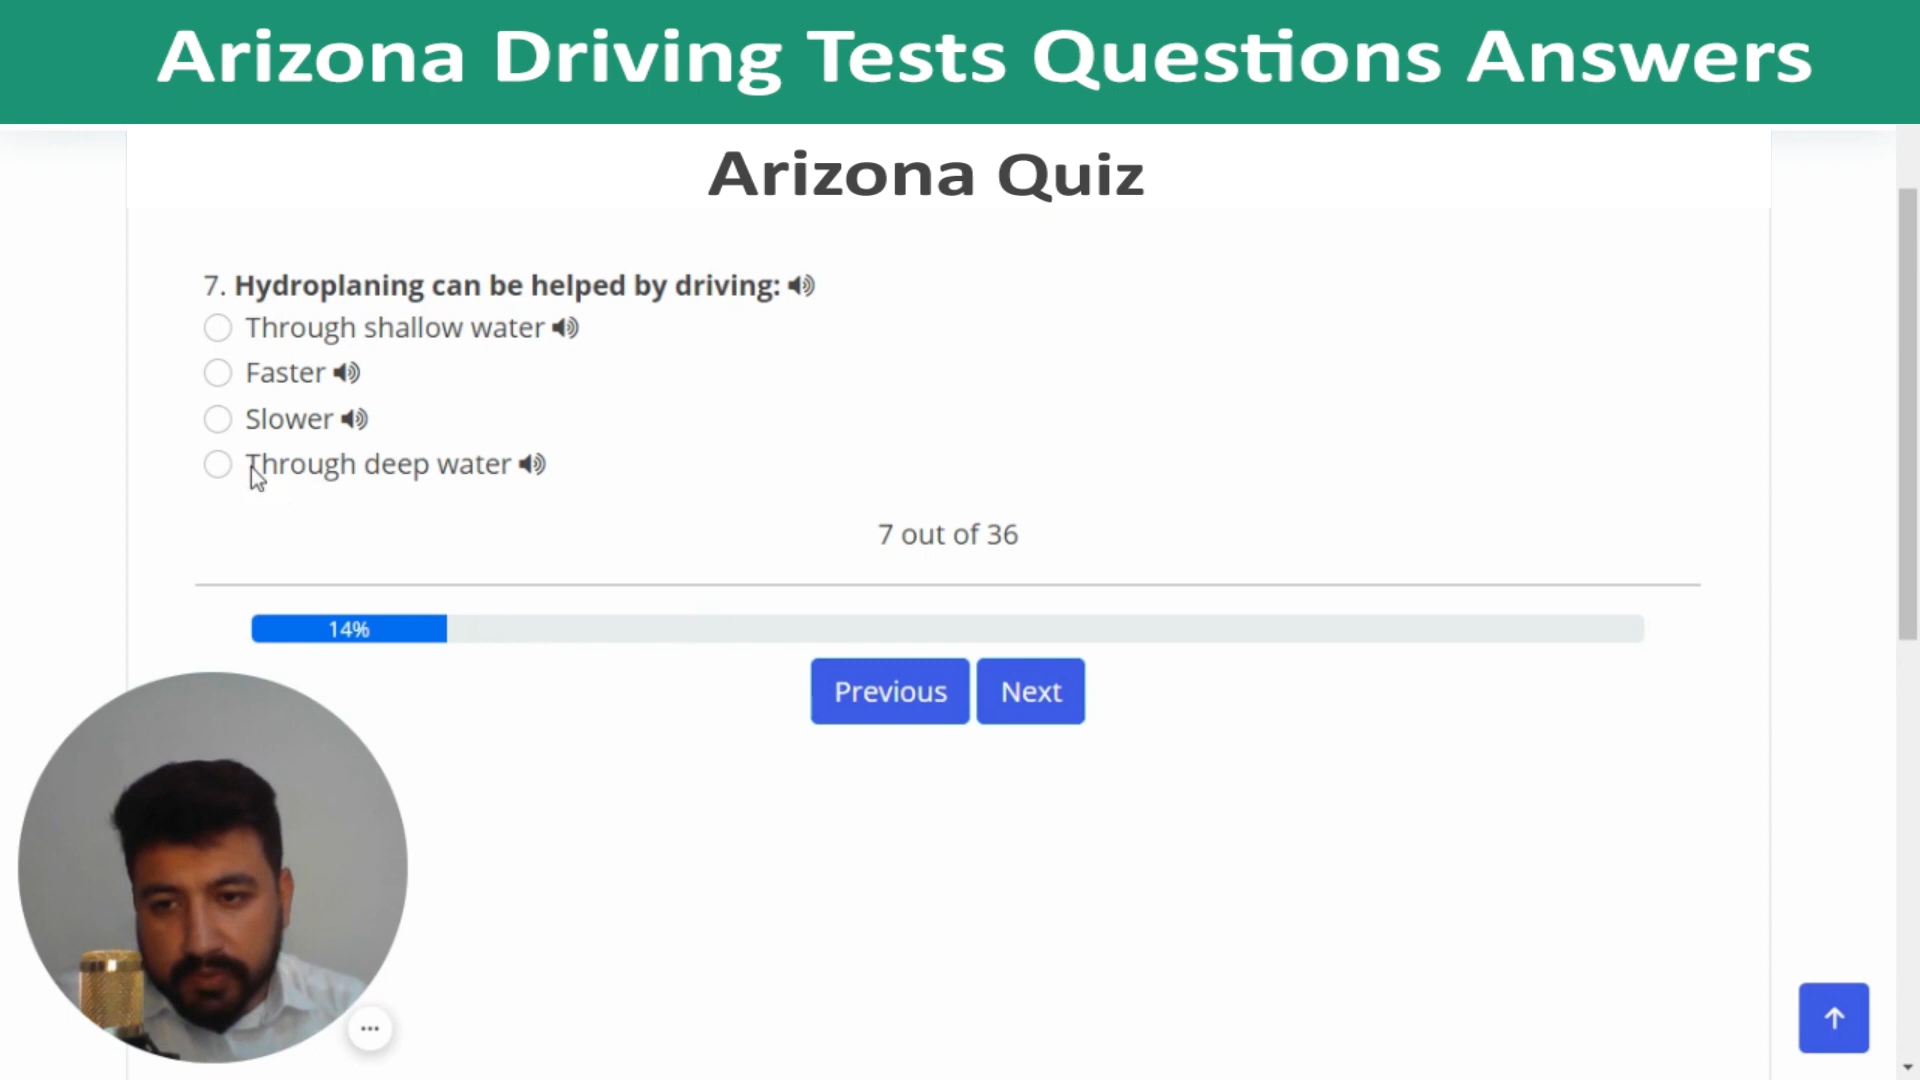 Arizona Driving Tests Questions Answers
Arizona Quiz
7. Hydroplaning can be helped by driving:
Through shallow water
Faster
Slower
Through deep water
7 out of 36
14%
Previous
Next